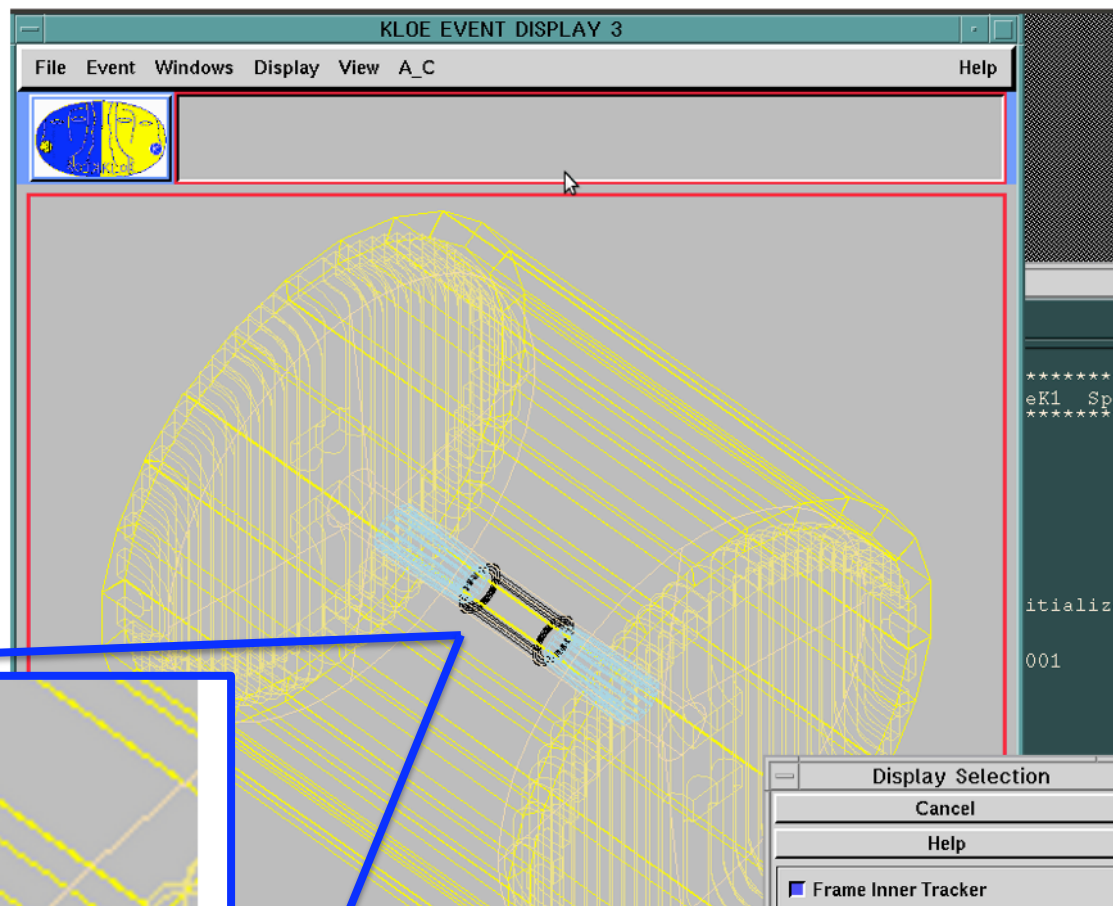 KLOE EVENT DISPLAY 3
File Event Windows Display View A_C Help
*******
eK1 Sp
*******
itializ
001
Display Selection
Cancel
Help
Frame Inner Tracker